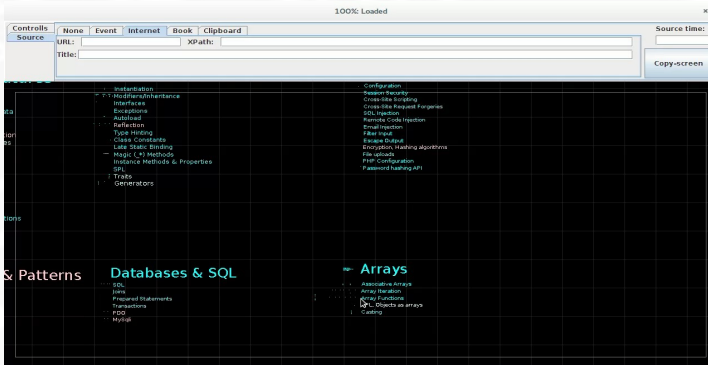 100%: Loaded
Controlls
Source
None Event Internet Book Clipboard
URL: XPath:
Title:
Source time:
Copy-screen
Instantiation
Modifiers/Inheritance
Interfaces
Exceptions
Autoload
Reflection
Type Hinting
Class Constants
Late Static Binding
Magic (_*) Methods
Instance Methods & Properties
SPL
Traits
Generators
Configuration
Session Security
Cross-Site Scripting
Cross-Site Request Forgeries
SQL Injection
Remote Code Injection
Email Injection
Filter Input
Escape Output
Encryption, Hashing algorithms
File uploads
PHP Configuration
Password hashing API
ata
tion
es
tions
& Patterns
Databases & SQL
SQL
Joins
Prepared Statements
Transactions
PDO
MySqli
Arrays
Associative Arrays
Array Iteration
Array Functions
SPL, Objects as arrays
Casting